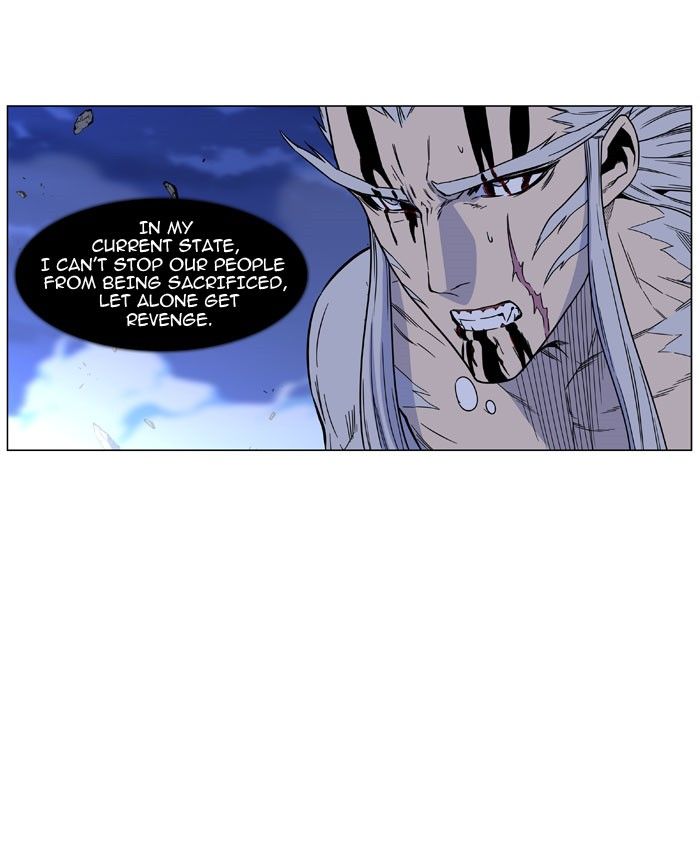 IN MY
CURRENT STATE,
I CAN'T STOP OUR PEOPLE
FROM BEING SACRIFICED,
LET ALONE GET
REVENGE.